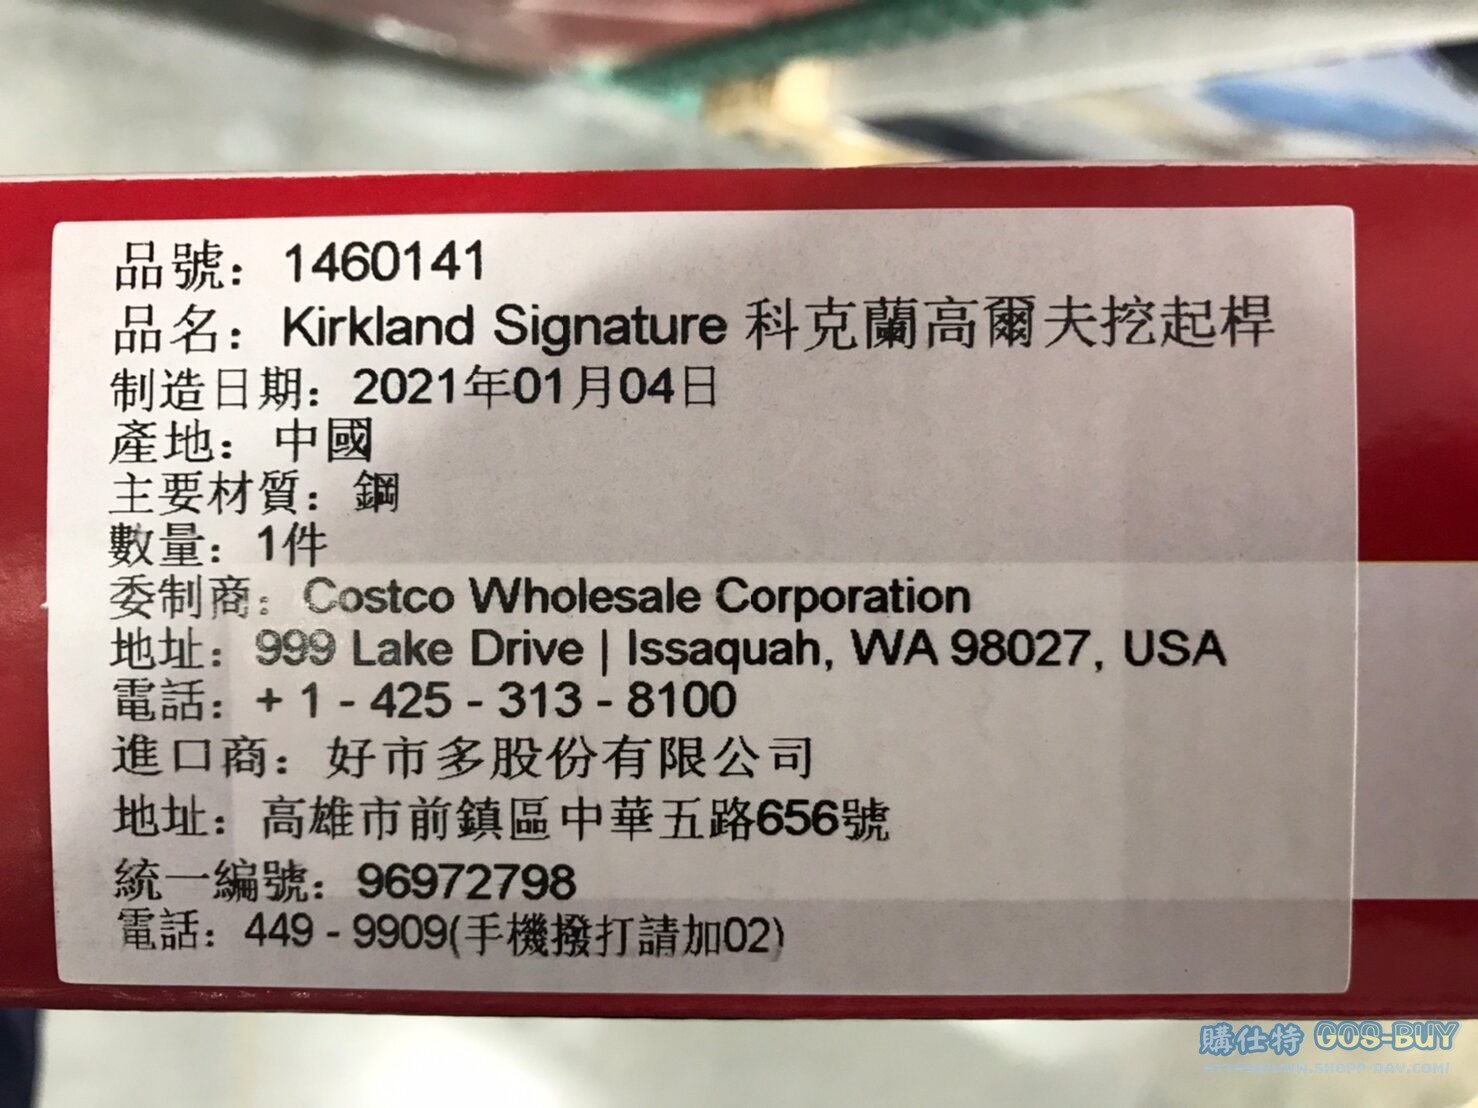 品號：1460141
品名：Kirkland Signature 科克蘭高爾夫挖起桿
制造日期：2021年01月04日
產地：中國
主要材質：鋼
數量：1件
委制商：Costco Wholesale Corporation
地址：999 Lake Drive | Issaquah, WA 98027, USA
電話：+ 1 - 425 - 313 - 8100
進口商：好市多股份有限公司
地址：高雄市前鎮區中華五路656號
統一編號：96972798
電話：449 - 9909(手機撥打請加02)
購仕特 GOS-BUY
HTTPS://WWW.SHOPP-DAY.COM/